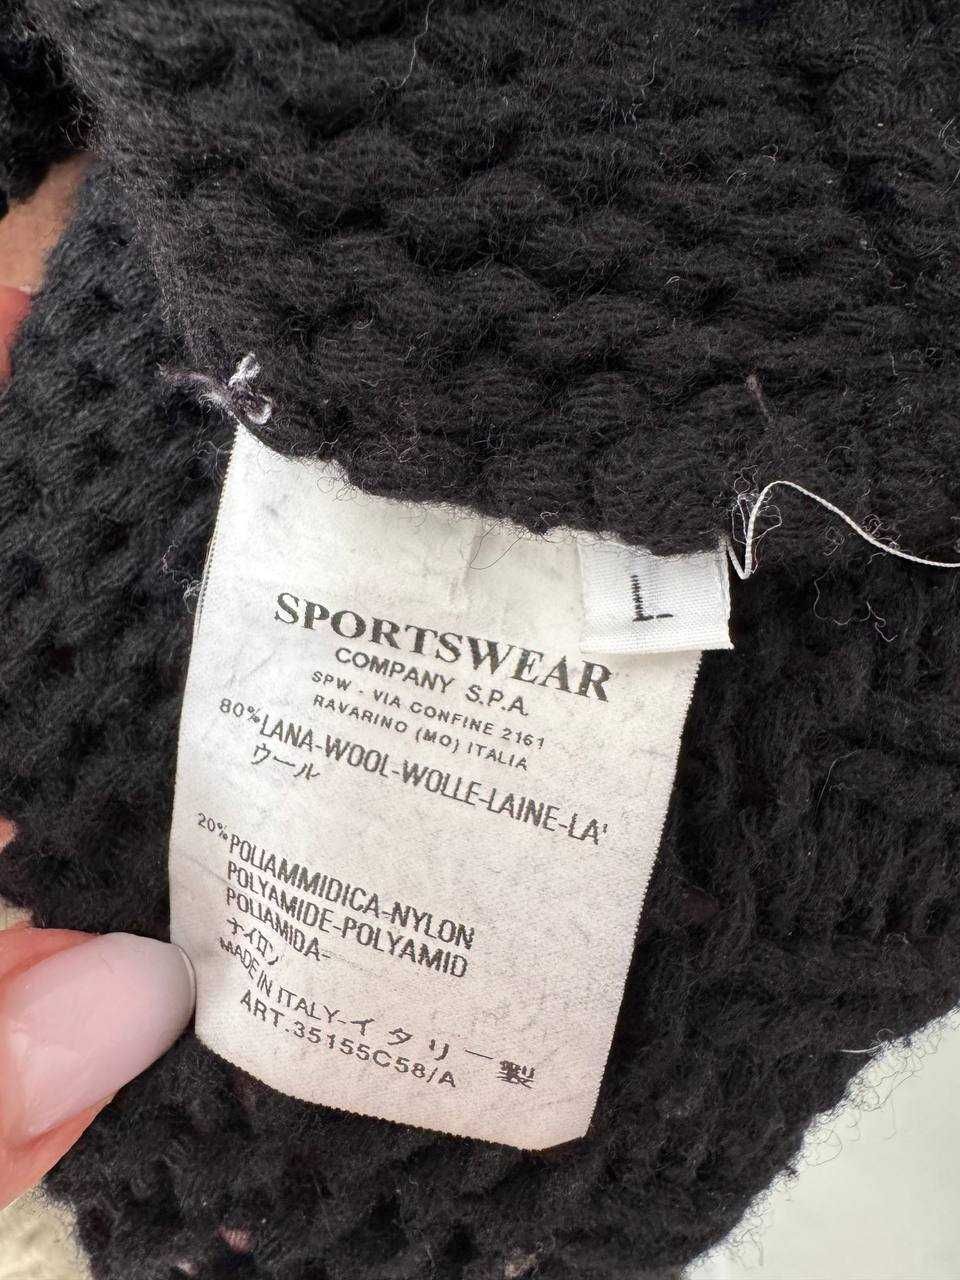 L
SPORTSWEAR
COMPANY S.P.A.
SPW . VIA CONFINE 2161
RAVARINO (MO) ITALIA
80%LANA-WOOL-WOLLE-LAINE-LA'
ウール
20%POLIAMMIDICA-NYLON
POLYAMIDE-POLYAMID
POLIAMIDA-
ナイロン
MADE IN ITALY-イタリー製
ART.35155C58/A